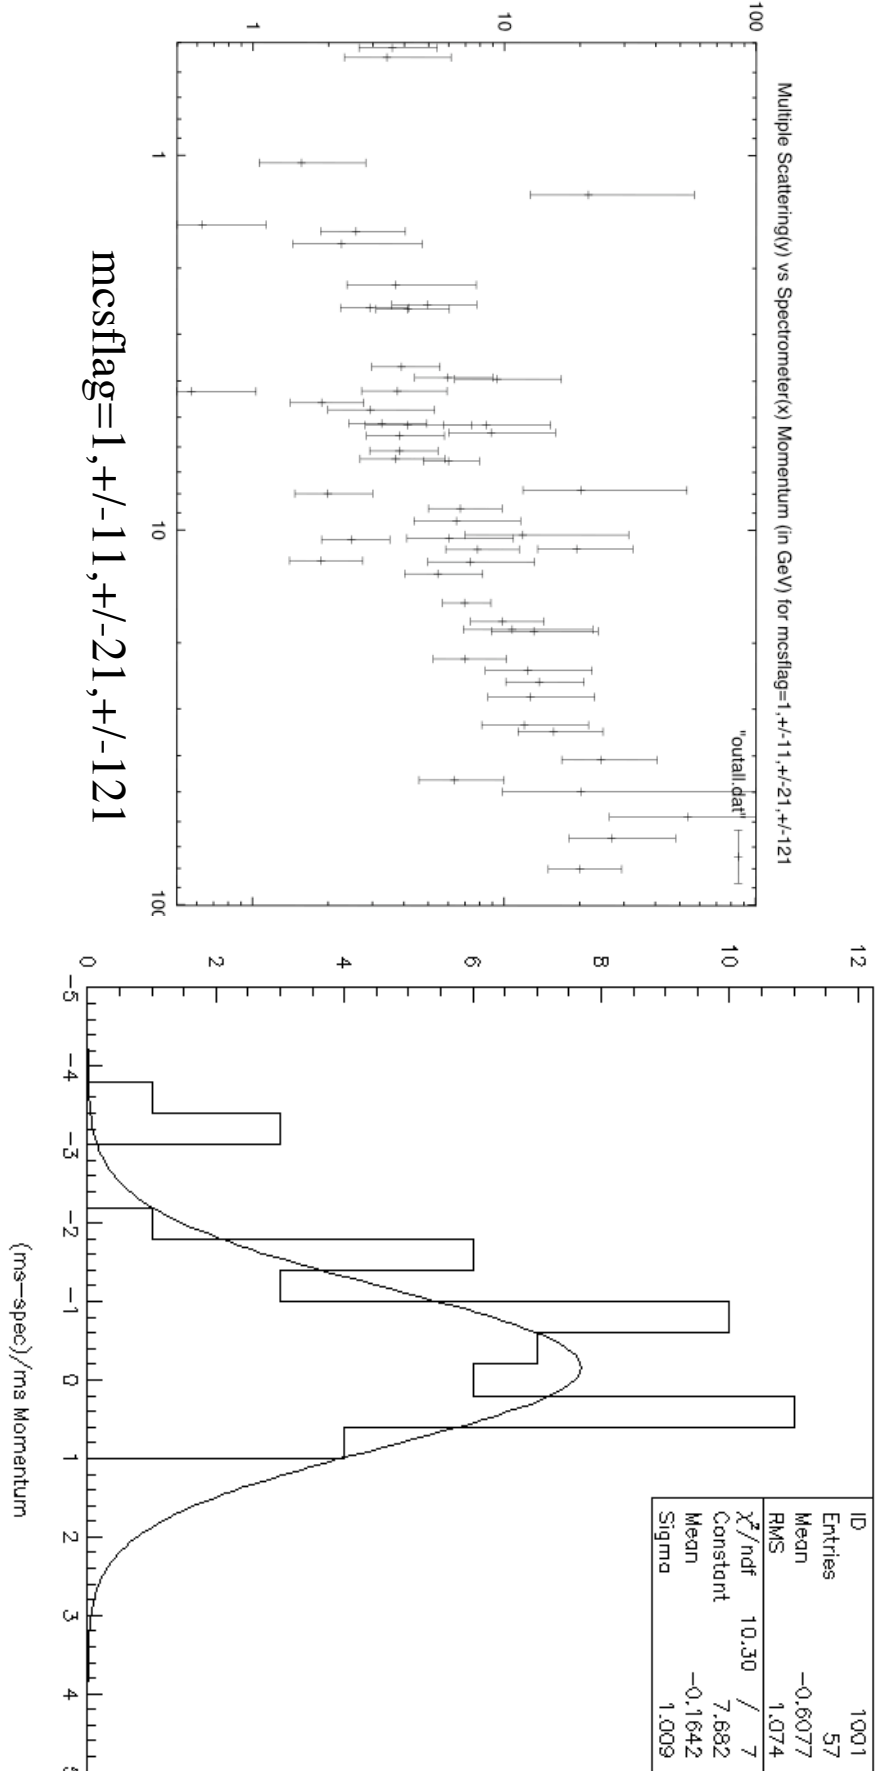 Multiple Scattering(y) vs Spectrometer(x) Momentum (in GeV) for mcsflag=1,+/-11,+/-21,+/-121
"outall.dat"
100
10
1
1
10
100
mcsflag=1,+/-11,+/-21,+/-121
12
10
8
6
4
2
0
-5
-4
-3
-2
-1
0
1
2
3
4
(ms-spec)/ms Momentum
ID 1001
Entries 57
Mean -0.6077
RMS 1.074
χ²/ndf 10.30 / 7
Constant 7.682
Mean -0.1642
Sigma 1.009